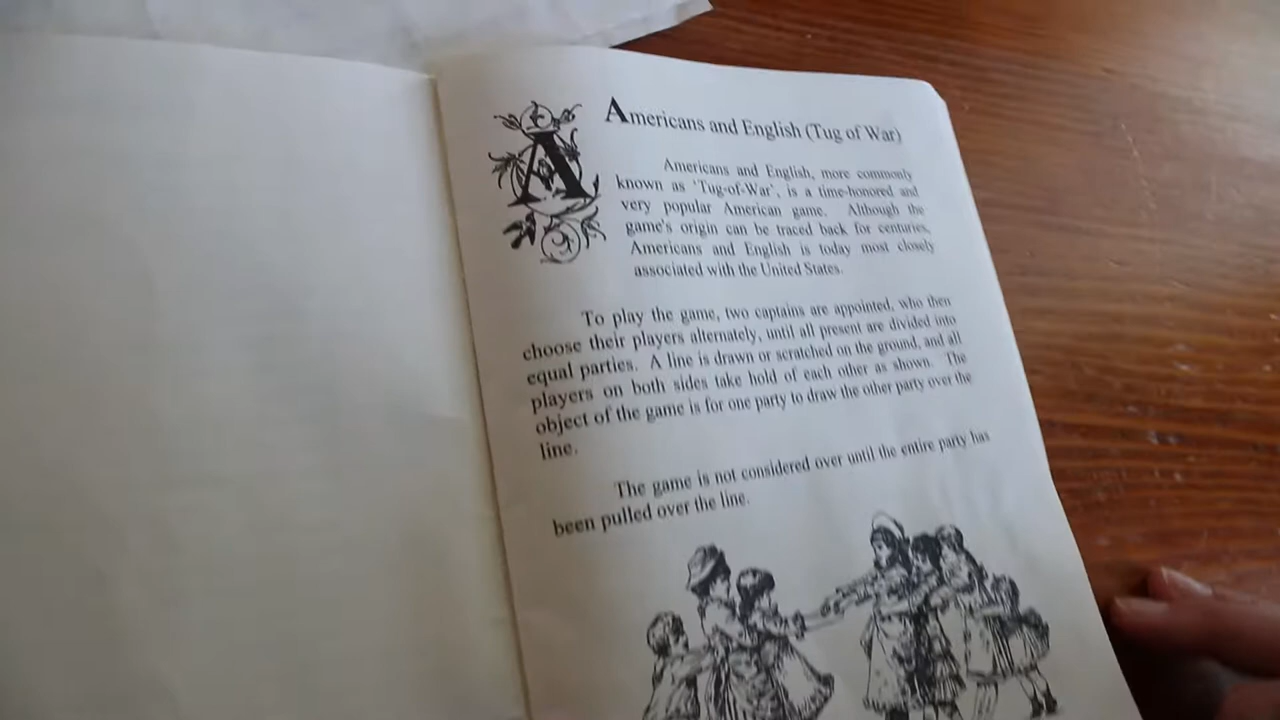 A
Americans and English (Tug of War)
Americans and English, more commonly
known as 'Tug-of-War', is a time-honored and
very popular American game. Although the
game's origin can be traced back for centuries,
Americans and English is today most closely
associated with the United States.
To play the game, two captains are appointed, who then
choose their players alternately, until all present are divided into
equal parties. A line is drawn or scratched on the ground, and all
players on both sides take hold of each other as shown. The
object of the game is for one party to draw the other party over the
line.
The game is not considered over until the entire party has
been pulled over the line.